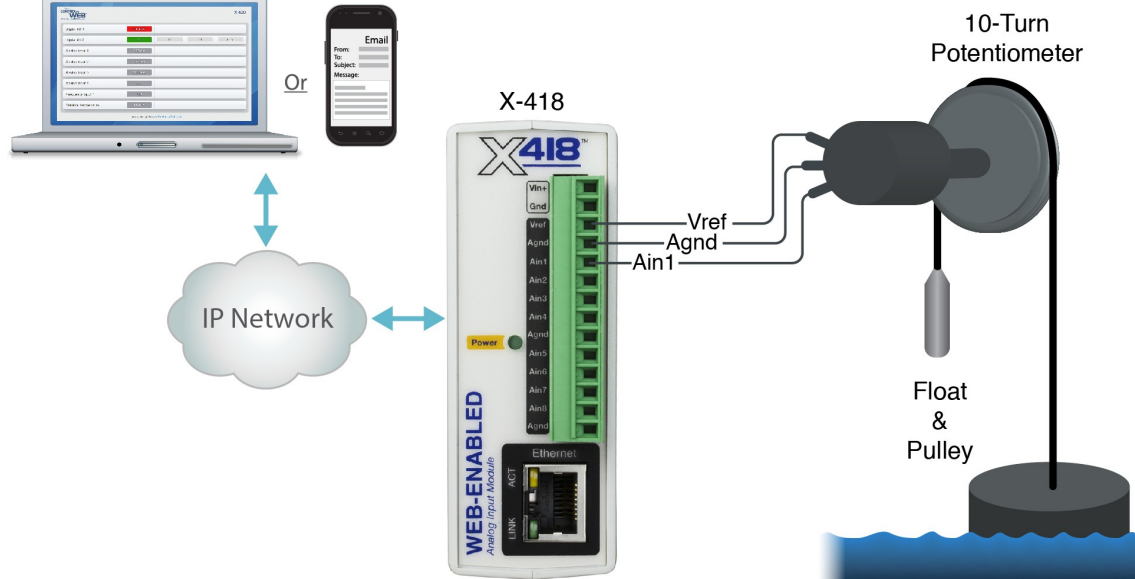 X-418
Or
Email
From:
To:
Subject:
Message:
IP Network
X-418
X418™
Vin+
Gnd
Vref
Agnd
Ain1
Ain2
Ain3
Ain4
Agnd
Ain5
Ain6
Ain7
Ain8
Agnd
Power
WEB-ENABLED
Analog Input Module
Ethernet
ACT
LINK
Vref
Agnd
Ain1
10-Turn
Potentiometer
Float
&
Pulley